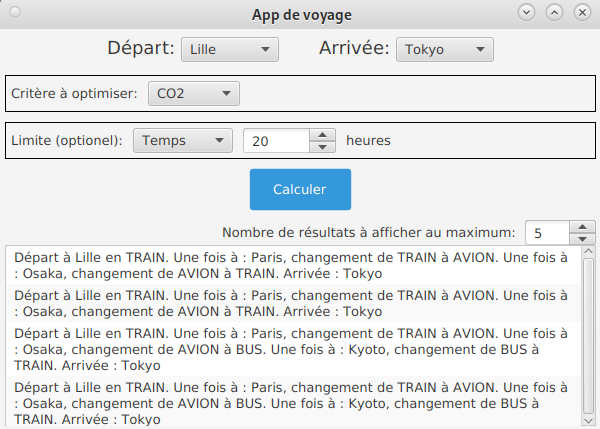 App de voyage
Départ: Lille Arrivée: Tokyo
Critère à optimiser: CO2
Limite (optionel): Temps 20 heures
Calculer
Nombre de résultats à afficher au maximum: 5
Départ à Lille en TRAIN. Une fois à : Paris, changement de TRAIN à AVION. Une fois à
: Osaka, changement de AVION à TRAIN. Arrivée : Tokyo
Départ à Lille en TRAIN. Une fois à : Paris, changement de TRAIN à AVION. Une fois à
: Osaka, changement de AVION à TRAIN. Arrivée : Tokyo
Départ à Lille en TRAIN. Une fois à : Paris, changement de TRAIN à AVION. Une fois à
: Osaka, changement de AVION à BUS. Une fois à : Kyoto, changement de BUS à
TRAIN. Arrivée : Tokyo
Départ à Lille en TRAIN. Une fois à : Paris, changement de TRAIN à AVION. Une fois à
: Osaka, changement de AVION à BUS. Une fois à : Kyoto, changement de BUS à
TRAIN. Arrivée : Tokyo